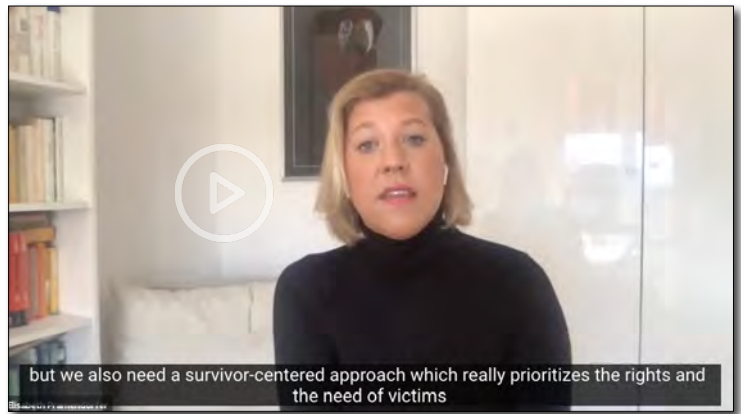 but we also need a survivor-centered approach which really prioritizes the rights and
the need of victims